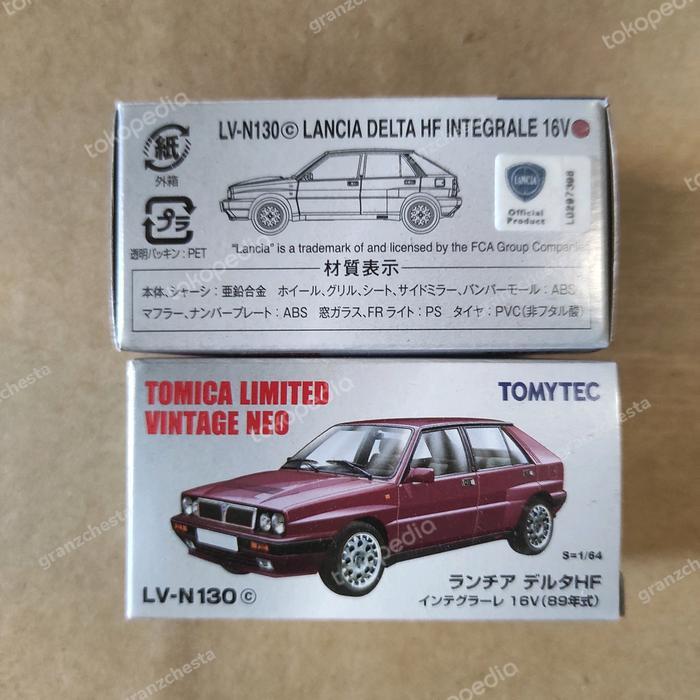 LV-N130ⓒ LANCIA DELTA HF INTEGRALE 16V
紙
外箱
プラ
透明パッキン:PET
LANCIA
Official
Product
L0297398
"Lancia" is a trademark of and licensed by the FCA Group Companies
材質表示
本体、シャーシ:亜鉛合金 ホイール、グリル、シート、サイドミラー、バンパーモール:ABS
マフラー、ナンバープレート:ABS 窓ガラス、FRライト:PS タイヤ:PVC(非フタル酸)
TOMICA LIMITED
VINTAGE NEO
TOMYTEC
S=1/64
LV-N130ⓒ
ランチア デルタHF
インテグラーレ 16V(89年式)
tokopedia
granzchesta